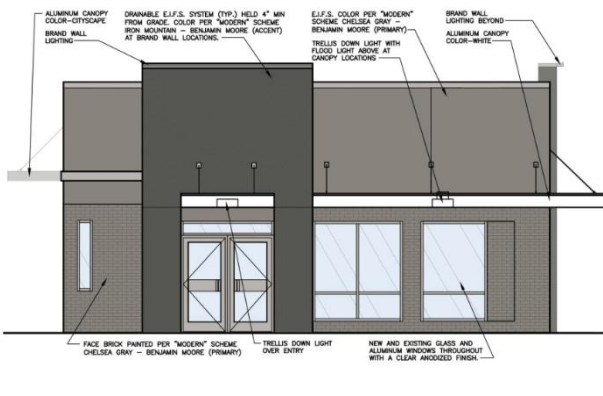 ALUMINUM CANOPY
COLOR–CITYSCAPE
BRAND WALL
LIGHTING
DRAINABLE E.I.F.S. SYSTEM (TYP.) HELD 4" MIN
FROM GRADE. COLOR PER "MODERN" SCHEME
IRON MOUNTAIN – BENJAMIN MOORE (ACCENT)
AT BRAND WALL LOCATIONS.
E.I.F.S. COLOR PER "MODERN"
SCHEME CHELSEA GRAY –
BENJAMIN MOORE (PRIMARY)
TRELLIS DOWN LIGHT WITH
FLOOD LIGHT ABOVE AT
CANOPY LOCATIONS
BRAND WALL
LIGHTING BEYOND
ALUMINUM CANOPY
COLOR–WHITE
FACE BRICK PAINTED PER "MODERN" SCHEME
CHELSEA GRAY – BENJAMIN MOORE (PRIMARY)
TRELLIS DOWN LIGHT
OVER ENTRY
NEW AND EXISTING GLASS AND
ALUMINUM WINDOWS THROUGHOUT
WITH A CLEAR ANODIZED FINISH.